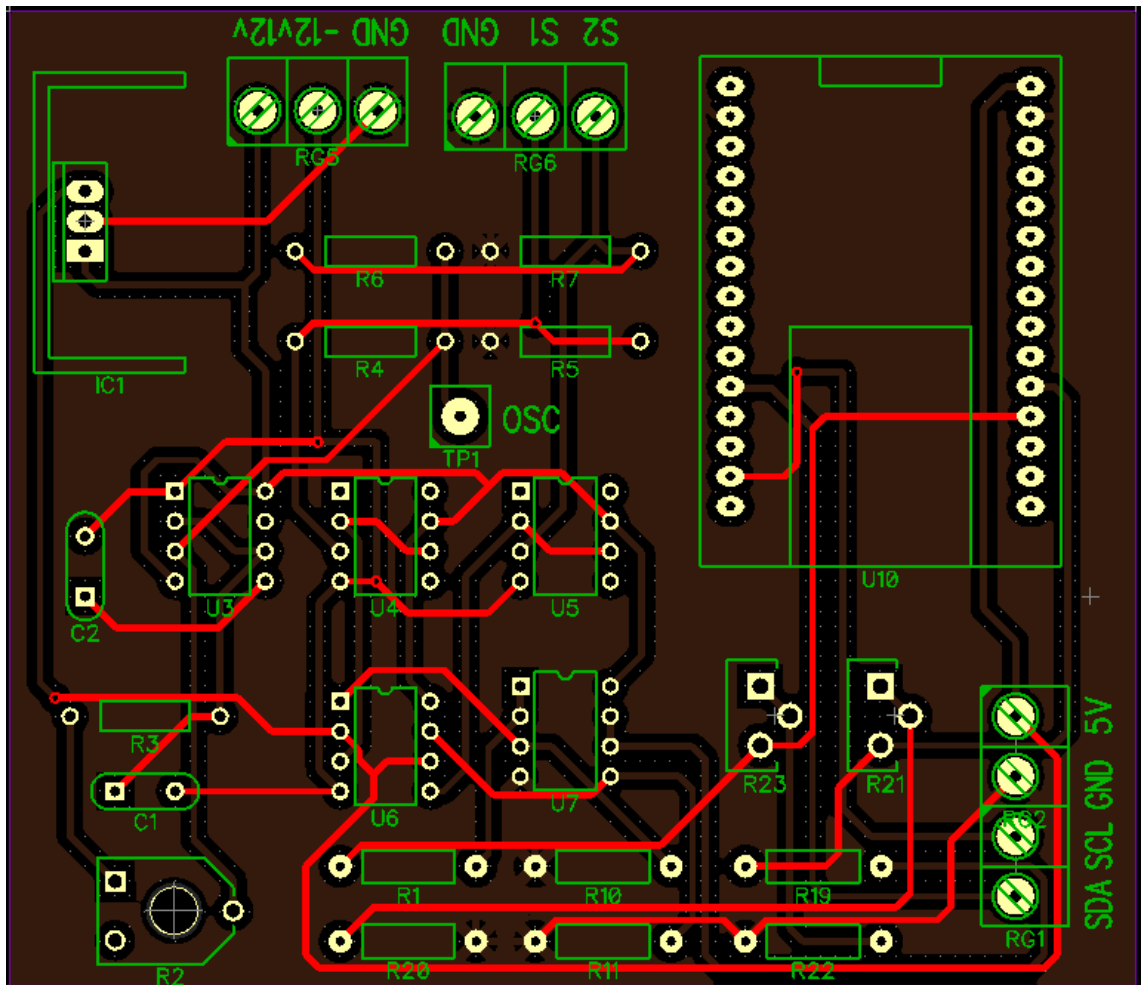 12v -12v GND GND S1 S2
RG5 RG6
R6 R7
R4 R5
IC1
OSC
TP1
U3 U4 U5 U10
C2
R3
R23 R21
C1 U6 U7
5V
GND
RG2
SCL
SDA
R1 R10 R19
RG1
R2 R20 R11 R22